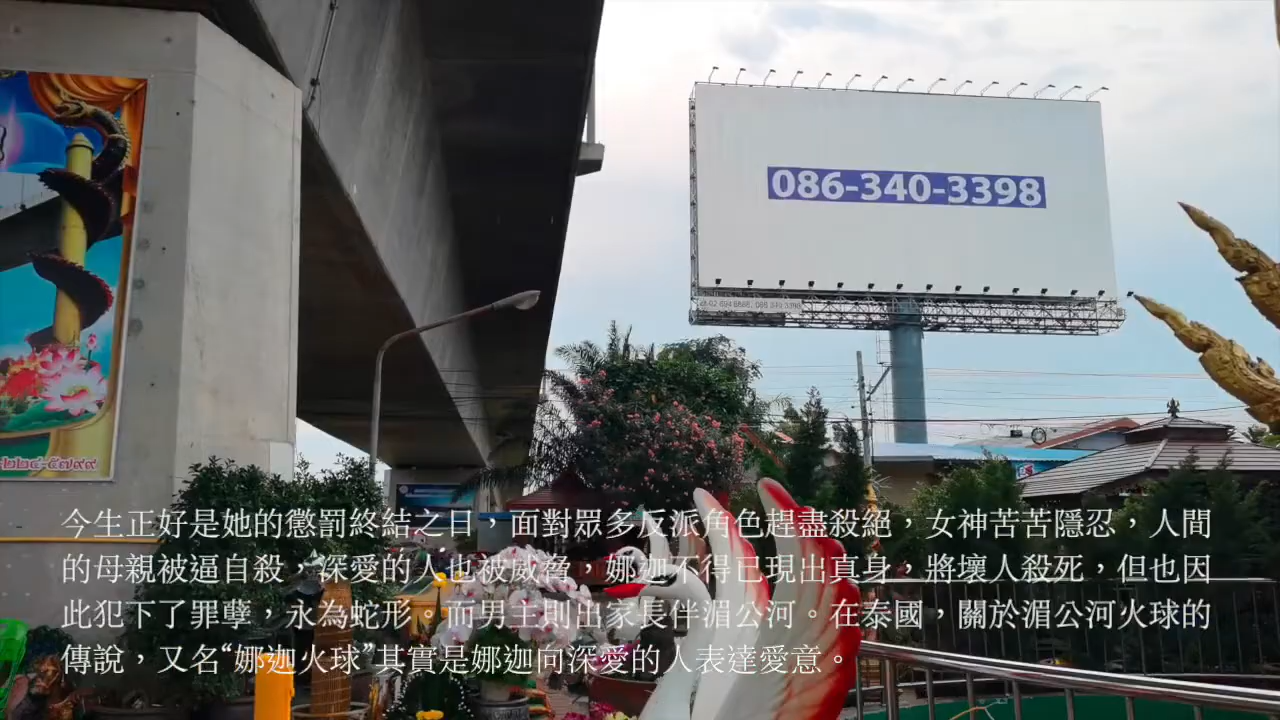 086-340-3398
今生正好是她的懲罰終結之日，面對眾多反派角色趕盡殺絕，女神苦苦隱忍，人間
的母親被逼自殺，深愛的人也被威脅，娜迦不得已現出真身，將壞人殺死，但也因
此犯下了罪孽，永為蛇形。而男主則出家長伴湄公河。在泰國，關於湄公河火球的
傳說，又名“娜迦火球”其實是娜迦向深愛的人表達愛意。